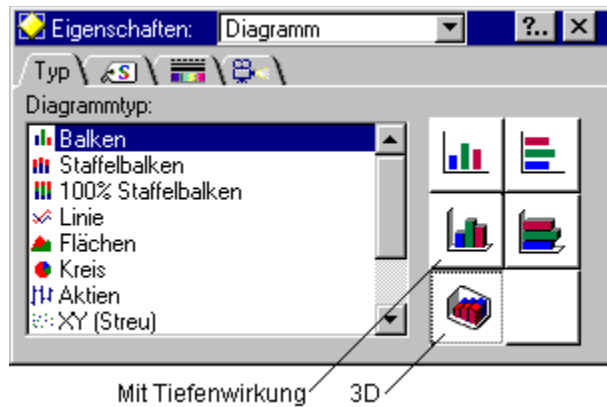 Eigenschaften: Diagramm ?..
Typ S
Diagrammtyp:
Balken
Staffelbalken
100% Staffelbalken
Linie
Flächen
Kreis
Aktien
XY (Streu)
Mit Tiefenwirkung 3D